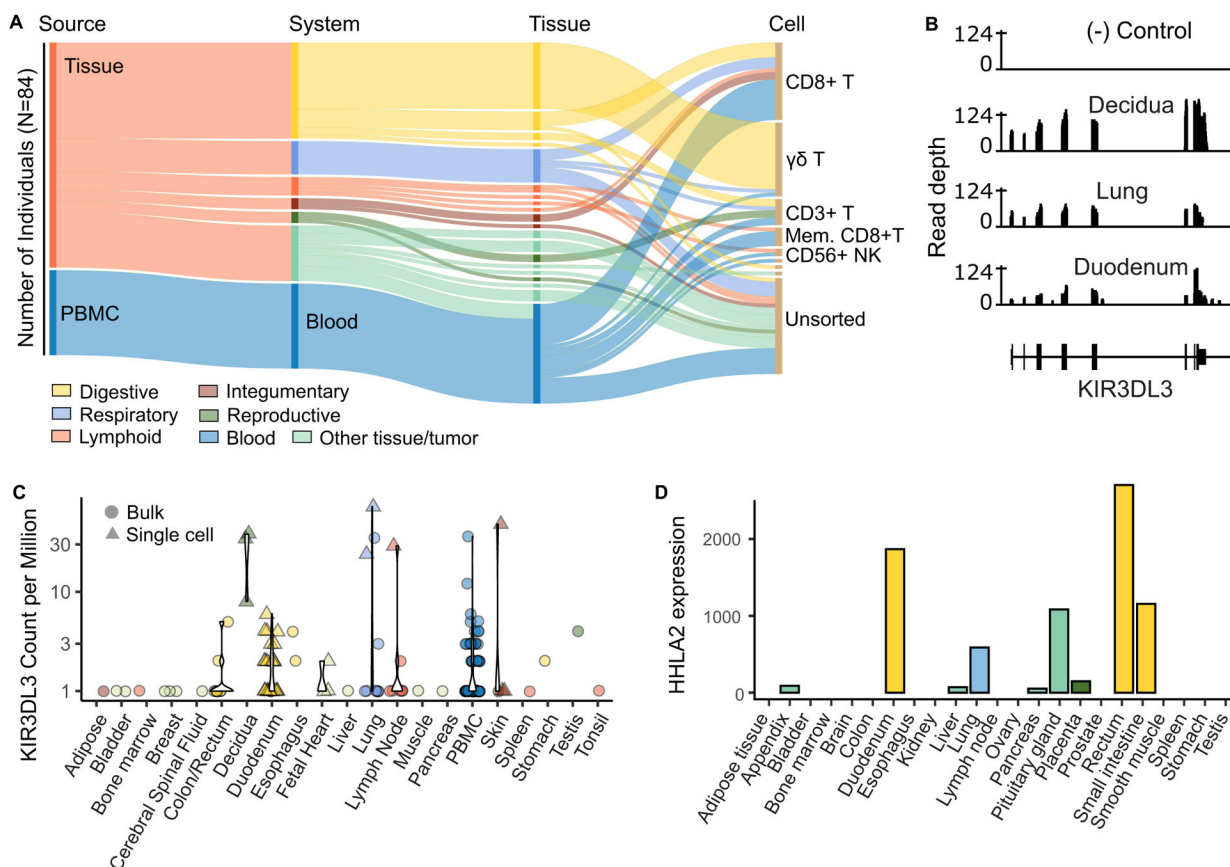 A
Source
System
Tissue
Cell
Number of Individuals (N=84)
Tissue
PBMC
Blood
CD8+ T
γδ T
CD3+ T
Mem. CD8+T
CD56+ NK
Unsorted
Digestive
Respiratory
Lymphoid
Integumentary
Reproductive
Blood
Other tissue/tumor
B
Read depth
124
0
(-) Control
124
0
Decidua
124
0
Lung
124
0
Duodenum
KIR3DL3
C
KIR3DL3 Count per Million
Bulk
Single cell
30
10
3
1
Adipose
Bladder
Bone marrow
Breast
Cerebral Spinal Fluid
Colon/Rectum
Decidua
Duodenum
Esophagus
Fetal Heart
Liver
Lung
Lymph Node
Muscle
Pancreas
PBMC
Skin
Spleen
Stomach
Testis
Tonsil
D
HHLA2 expression
2000
1000
0
Adipose tissue
Appendix
Bladder
Bone marrow
Brain
Colon
Duodenum
Esophagus
Kidney
Liver
Lung
Lymph node
Ovary
Pancreas
Pituitary gland
Placenta
Prostate
Rectum
Small intestine
Smooth muscle
Spleen
Stomach
Testis